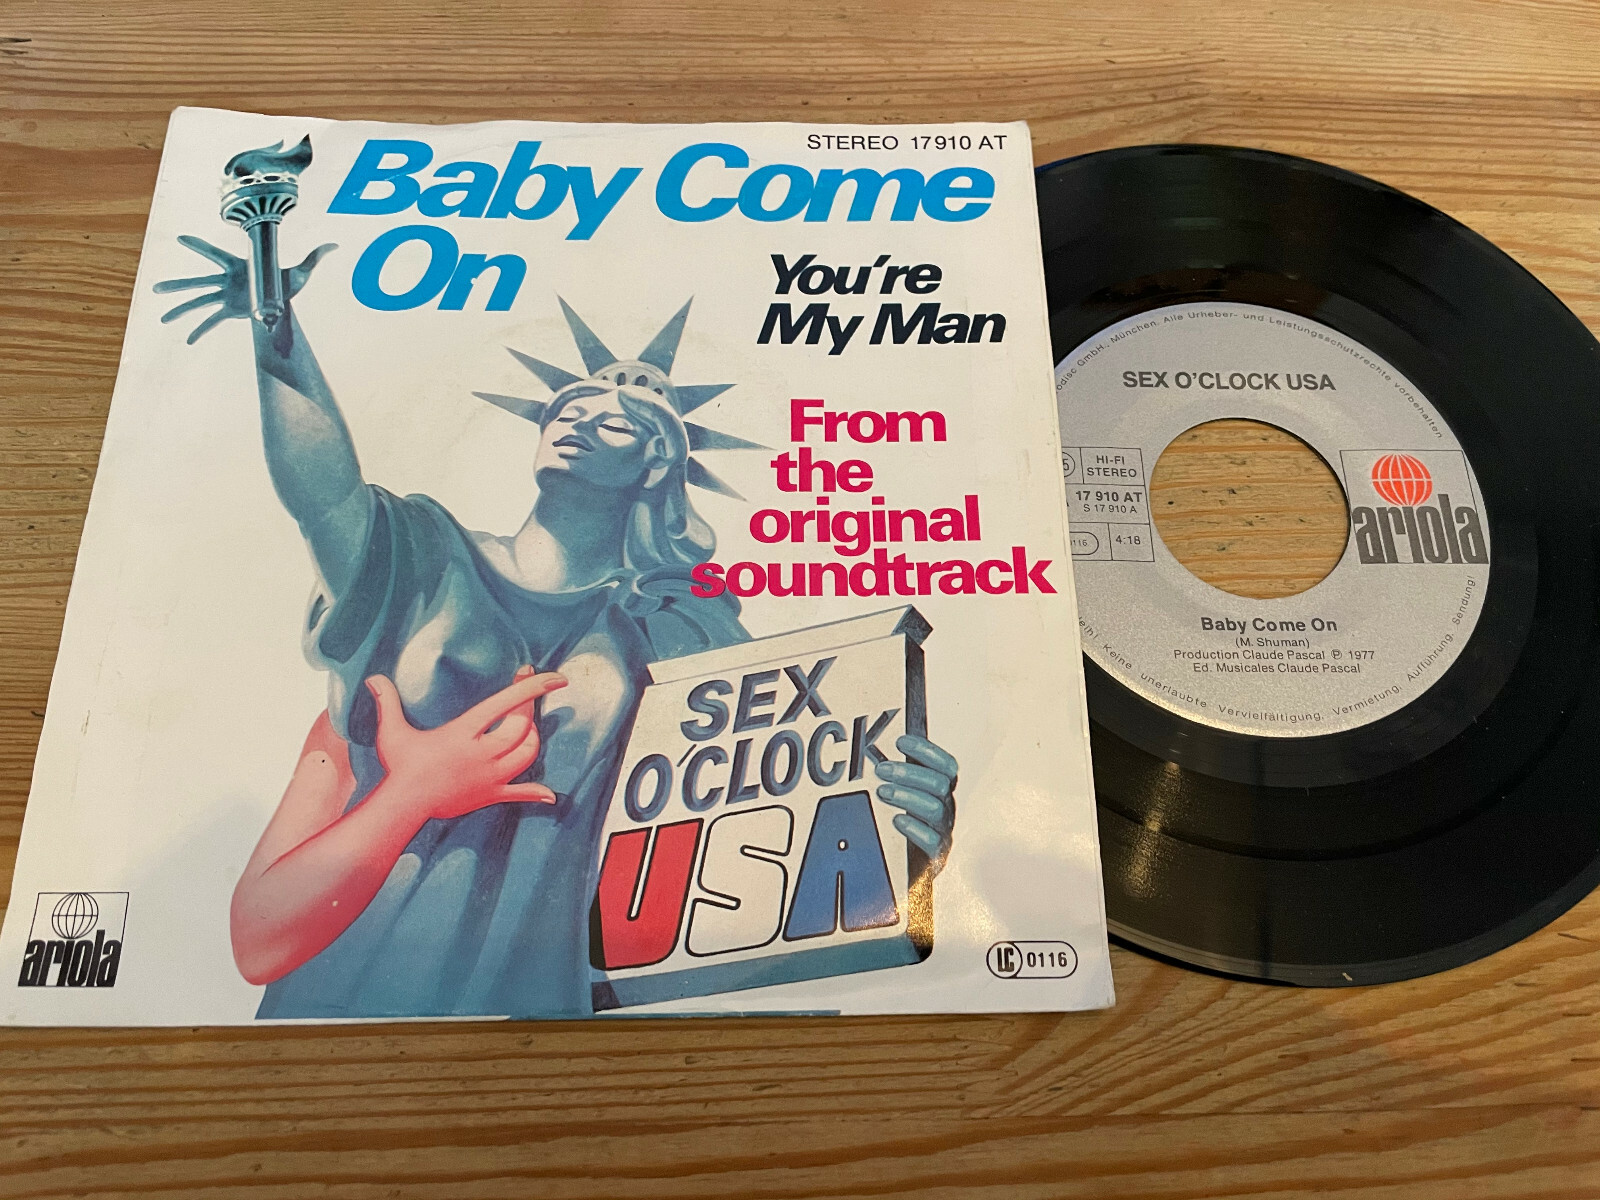 STEREO 17 910 AT
Baby Come
On
You're
My Man
From
the
original
soundtrack
SEX
O'CLOCK
USA
ariola
LC 0116
München. Alle Urheber- und Leistungsschutzrechte vorbehalten
SEX O'CLOCK USA
HI-FI
STEREO
17 910 AT
S 17 910 A
4:18
ariola
Baby Come On
(M. Shuman)
Production Claude Pascal ℗ 1977
Ed. Musicales Claude Pascal
Keine unerlaubte Vervielfältigung, Vermietung, Aufführung, Sendung!